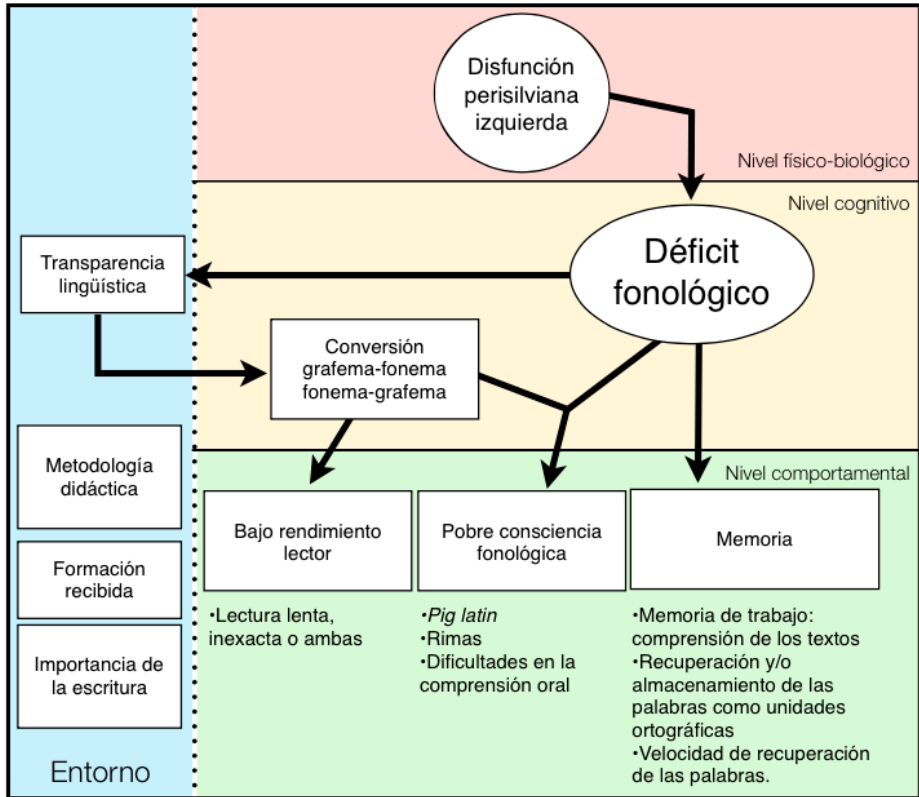 Disfunción
perisilviana
izquierda
Nivel físico-biológico
Nivel cognitivo
Déficit
fonológico
Transparencia
lingüística
Conversión
grafema-fonema
fonema-grafema
Nivel comportamental
Metodología
didáctica
Formación
recibida
Importancia de
la escritura
Entorno
Bajo rendimiento
lector
•Lectura lenta,
inexacta o ambas
Pobre consciencia
fonológica
•Pig latin
•Rimas
•Dificultades en la
comprensión oral
Memoria
•Memoria de trabajo:
comprensión de los textos
•Recuperación y/o
almacenamiento de las
palabras como unidades
ortográficas
•Velocidad de recuperación
de las palabras.